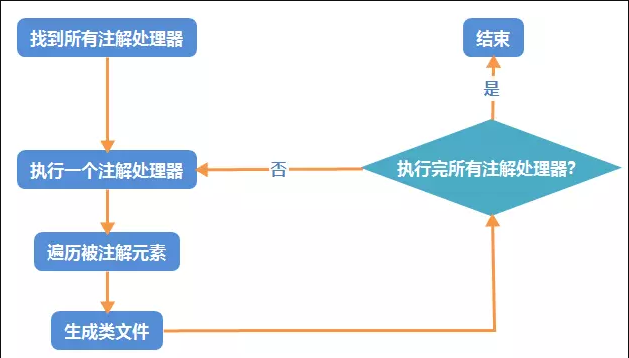 找到所有注解处理器
结束
是
执行一个注解处理器
否
执行完所有注解处理器?
遍历被注解元素
生成类文件